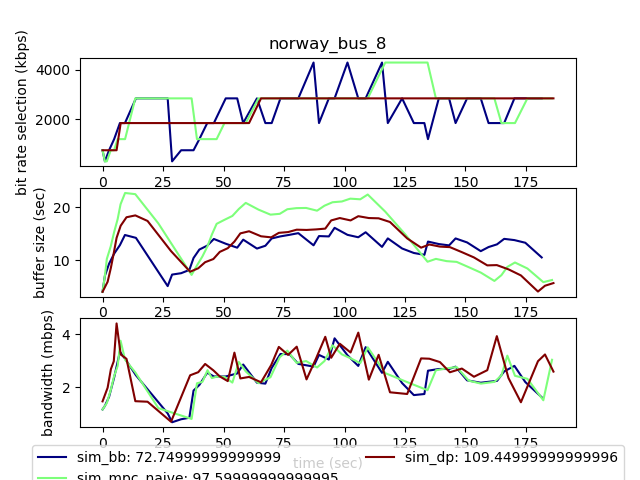 norway_bus_8
bit rate selection (kbps)
4000
2000
0 25 50 75 100 125 150 175
buffer size (sec)
20
10
0 25 50 75 100 125 150 175
bandwidth (mbps)
4
2
0 25 50 75 100 125 150 175
time (sec)
sim_bb: 72.74999999999999 sim_dp: 109.44999999999996
sim_mpc_naive: 97.59999999999995